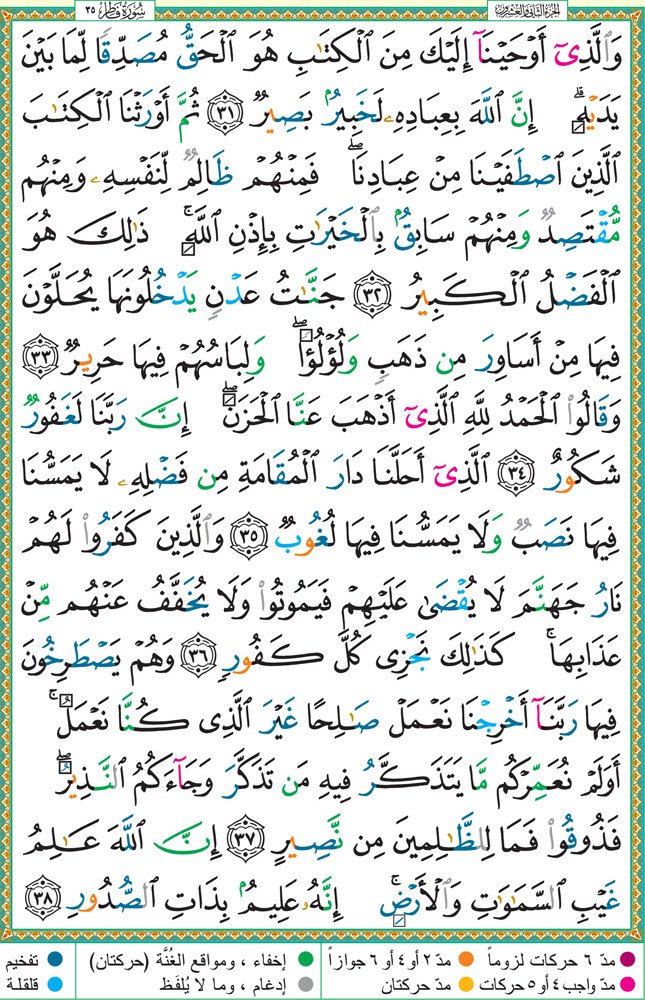 الجزء الثاني والعشرون
سورة فاطر ٣٥
وَٱلَّذِىٓ أَوْحَيْنَآ إِلَيْكَ مِنَ ٱلْكِتَٰبِ هُوَ ٱلْحَقُّ مُصَدِّقًا لِّمَا بَيْنَ
يَدَيْهِۗ إِنَّ ٱللَّهَ بِعِبَادِهِۦ لَخَبِيرٌۢ بَصِيرٌ ٣١ ثُمَّ أَوْرَثْنَا ٱلْكِتَٰبَ
ٱلَّذِينَ ٱصْطَفَيْنَا مِنْ عِبَادِنَاۖ فَمِنْهُمْ ظَالِمٌ لِّنَفْسِهِۦ وَمِنْهُم
مُّقْتَصِدٌ وَمِنْهُمْ سَابِقٌۢ بِٱلْخَيْرَٰتِ بِإِذْنِ ٱللَّهِۚ ذَٰلِكَ هُوَ
ٱلْفَضْلُ ٱلْكَبِيرُ ٣٢ جَنَّٰتُ عَدْنٍ يَدْخُلُونَهَا يُحَلَّوْنَ
فِيهَا مِنْ أَسَاوِرَ مِن ذَهَبٍ وَلُؤْلُؤًاۖ وَلِبَاسُهُمْ فِيهَا حَرِيرٌ ٣٣
وَقَالُوا۟ ٱلْحَمْدُ لِلَّهِ ٱلَّذِىٓ أَذْهَبَ عَنَّا ٱلْحَزَنَۖ إِنَّ رَبَّنَا لَغَفُورٌ
شَكُورٌ ٣٤ ٱلَّذِىٓ أَحَلَّنَا دَارَ ٱلْمُقَامَةِ مِن فَضْلِهِۦ لَا يَمَسُّنَا
فِيهَا نَصَبٌ وَلَا يَمَسُّنَا فِيهَا لُغُوبٌ ٣٥ وَٱلَّذِينَ كَفَرُوا۟ لَهُمْ
نَارُ جَهَنَّمَ لَا يُقْضَىٰ عَلَيْهِمْ فَيَمُوتُوا۟ وَلَا يُخَفَّفُ عَنْهُم مِّنْ
عَذَابِهَاۚ كَذَٰلِكَ نَجْزِى كُلَّ كَفُورٍ ٣٦ وَهُمْ يَصْطَرِخُونَ
فِيهَا رَبَّنَآ أَخْرِجْنَا نَعْمَلْ صَٰلِحًا غَيْرَ ٱلَّذِى كُنَّا نَعْمَلُۚ
أَوَلَمْ نُعَمِّرْكُم مَّا يَتَذَكَّرُ فِيهِ مَن تَذَكَّرَ وَجَآءَكُمُ ٱلنَّذِيرُۖ
فَذُوقُوا۟ فَمَا لِلظَّٰلِمِينَ مِن نَّصِيرٍ ٣٧ إِنَّ ٱللَّهَ عَٰلِمُ
غَيْبِ ٱلسَّمَٰوَٰتِ وَٱلْأَرْضِۚ إِنَّهُۥ عَلِيمٌۢ بِذَاتِ ٱلصُّدُورِ ٣٨
مدّ ٦ حركات لزوماً مدّ ٢ أو ٤ أو ٦ جوازاً إخفاء ، ومواقع الغُنَّة (حركتان) تفخيم
مدّ واجب ٤ أو ٥ حركات مدّ حركتان إدغام ، وما لا يُلفَظ قلقلة